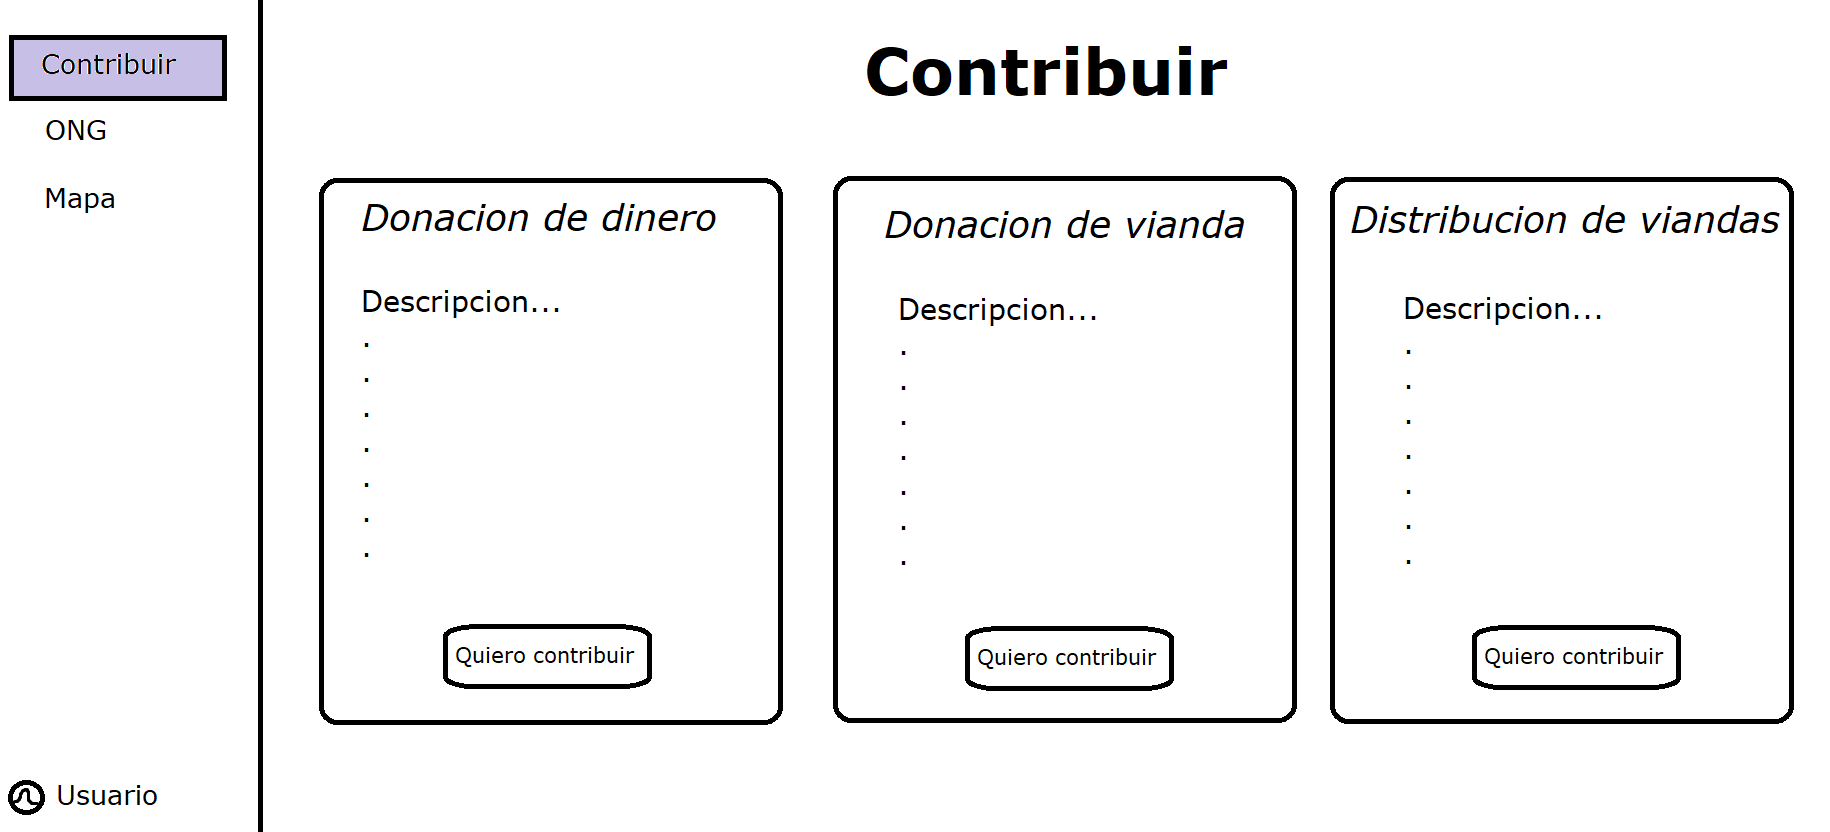 Contribuir
ONG
Mapa
Usuario
Contribuir
Donacion de dinero
Descripcion...
.
.
.
.
.
.
.
Quiero contribuir
Donacion de vianda
Descripcion...
.
.
.
.
.
.
.
Quiero contribuir
Distribucion de viandas
Descripcion...
.
.
.
.
.
.
.
Quiero contribuir